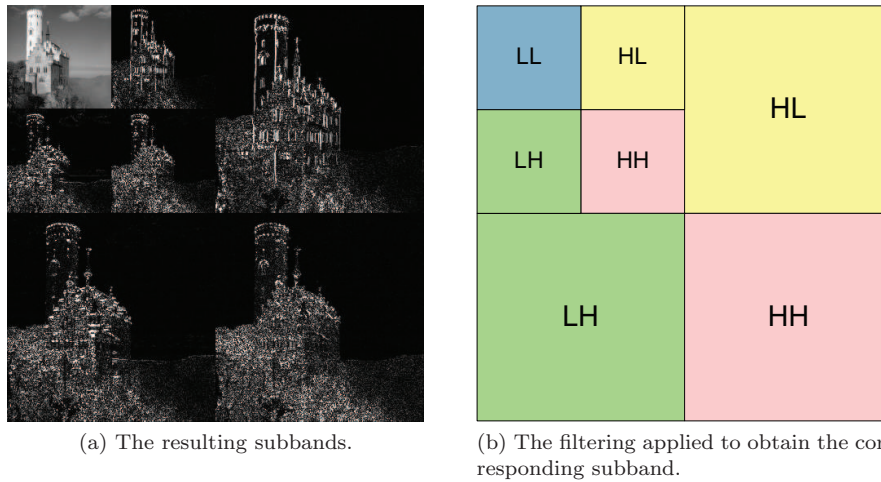 LL
HL
HL
LH
HH
LH
HH
(a) The resulting subbands.
(b) The filtering applied to obtain the cor
responding subband.